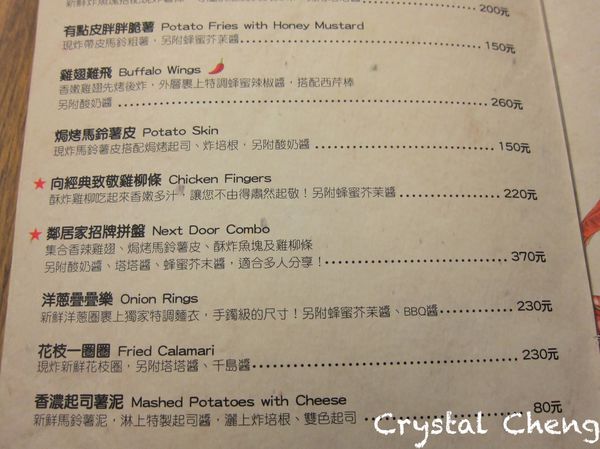 200元
有點皮胖胖脆薯 Potato Fries with Honey Mustard
現炸帶皮馬鈴粗薯，另附蜂蜜芥茉醬 150元
雞翅難飛 Buffalo Wings
香嫩雞翅先烤後炸，外層裹上特調蜂蜜辣椒醬，搭配西芹棒
另附酸奶醬 260元
焗烤馬鈴薯皮 Potato Skin
現炸馬鈴薯皮搭配焗烤起司、炸培根，另附酸奶醬 150元
★ 向經典致敬雞柳條 Chicken Fingers
酥炸雞柳吃起來香嫩多汁，讓您不由得肅然起敬！另附蜂蜜芥茉醬 220元
★ 鄰居家招牌拼盤 Next Door Combo
集合香辣雞翅、焗烤馬鈴薯皮、酥炸魚塊及雞柳條
另附酸奶醬、塔塔醬、蜂蜜芥末醬，適合多人分享！ 370元
洋蔥疊疊樂 Onion Rings
新鮮洋蔥圈裹上獨家特調麵衣，手鐲級的尺寸！另附蜂蜜芥茉醬、BBQ醬 230元
花枝一圈圈 Fried Calamari
現炸新鮮花枝圈，另附塔塔醬、千島醬 230元
香濃起司薯泥 Mashed Potatoes with Cheese
新鮮馬鈴薯泥，淋上特製起司醬，灑上炸培根、雙色起司 80元
Crystal Cheng